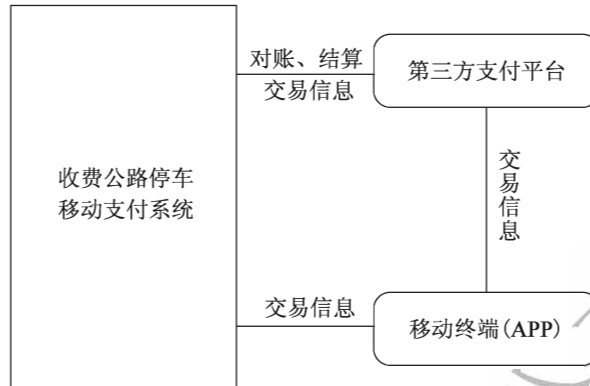 对账、结算
交易信息
第三方支付平台
收费公路停车
移动支付系统
交易信息
交易信息
移动终端(APP)